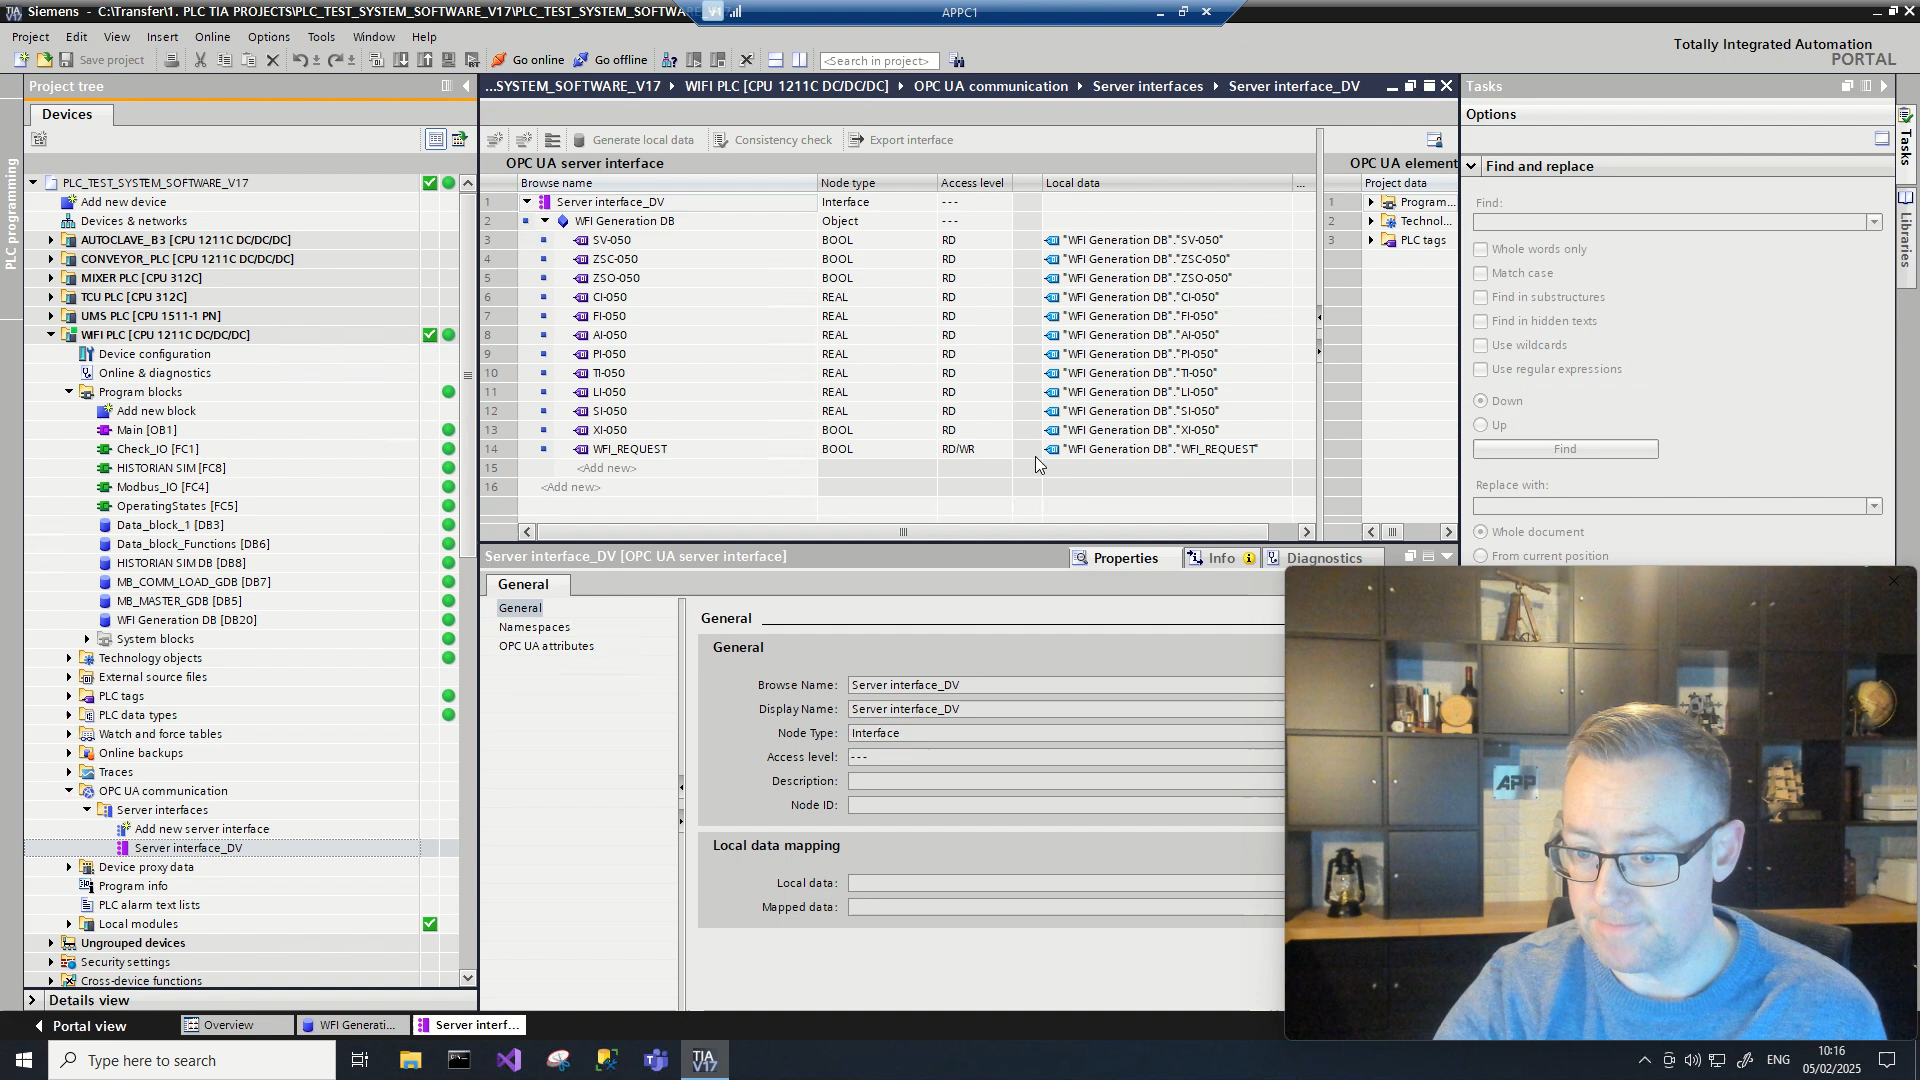 Siemens - C:\Transfer\1. PLC TIA PROJECTS\PLC_TEST_SYSTEM_SOFTWARE_V17\PLC_TEST_SYSTEM_SOFTWA
APPC1
Project Edit View Insert Online Options Tools Window Help
Totally Integrated Automation
PORTAL
Save project
Go online
Go offline
<Search in project>
Project tree
...SYSTEM_SOFTWARE_V17 WIFI PLC [CPU 1211C DC/DC/DC] OPC UA communication Server interfaces Server interface_DV
Tasks
Devices
Options
PLC programming
Tasks
Libraries
Generate local data
Consistency check
Export interface
OPC UA server interface
OPC UA element
Find and replace
Browse name Node type Access level Local data ...
Project data
1 Server interface_DV Interface ---
2 WFI Generation DB Object ---
3 SV-050 BOOL RD "WFI Generation DB"."SV-050"
4 ZSC-050 BOOL RD "WFI Generation DB"."ZSC-050"
5 ZSO-050 BOOL RD "WFI Generation DB"."ZSO-050"
6 CI-050 REAL RD "WFI Generation DB"."CI-050"
7 FI-050 REAL RD "WFI Generation DB"."FI-050"
8 AI-050 REAL RD "WFI Generation DB"."AI-050"
9 PI-050 REAL RD "WFI Generation DB"."PI-050"
10 TI-050 REAL RD "WFI Generation DB"."TI-050"
11 LI-050 REAL RD "WFI Generation DB"."LI-050"
12 SI-050 REAL RD "WFI Generation DB"."SI-050"
13 XI-050 BOOL RD "WFI Generation DB"."XI-050"
14 WFI_REQUEST BOOL RD/WR "WFI Generation DB"."WFI_REQUEST"
15 <Add new>
16 <Add new>
1 Program...
2 Technol...
3 PLC tags
PLC_TEST_SYSTEM_SOFTWARE_V17
Add new device
Devices & networks
AUTOCLAVE_B3 [CPU 1211C DC/DC/DC]
CONVEYOR_PLC [CPU 1211C DC/DC/DC]
MIXER PLC [CPU 312C]
TCU PLC [CPU 312C]
UMS PLC [CPU 1511-1 PN]
WIFI PLC [CPU 1211C DC/DC/DC]
Device configuration
Online & diagnostics
Program blocks
Add new block
Main [OB1]
Check_IO [FC1]
HISTORIAN SIM [FC8]
Modbus_IO [FC4]
OperatingStates [FC5]
Data_block_1 [DB3]
Data_block_Functions [DB6]
HISTORIAN SIM DB [DB8]
MB_COMM_LOAD_GDB [DB7]
MB_MASTER_GDB [DB5]
WFI Generation DB [DB20]
System blocks
Technology objects
External source files
PLC tags
PLC data types
Watch and force tables
Online backups
Traces
OPC UA communication
Server interfaces
Add new server interface
Server interface_DV
Device proxy data
Program info
PLC alarm text lists
Local modules
Ungrouped devices
Security settings
Cross-device functions
Details view
Find:
Whole words only
Match case
Find in substructures
Find in hidden texts
Use wildcards
Use regular expressions
Down
Up
Find
Replace with:
Whole document
From current position
Server interface_DV [OPC UA server interface]
Properties
Info
Diagnostics
General
General
Namespaces
OPC UA attributes
General
General
Browse Name: Server interface_DV
Display Name: Server interface_DV
Node Type: Interface
Access level: ---
Description:
Node ID:
Local data mapping
Local data:
Mapped data:
APP
Portal view
Overview
WFI Generati...
Server interf...
Type here to search
TIA
V17
ENG
10:16
05/02/2025